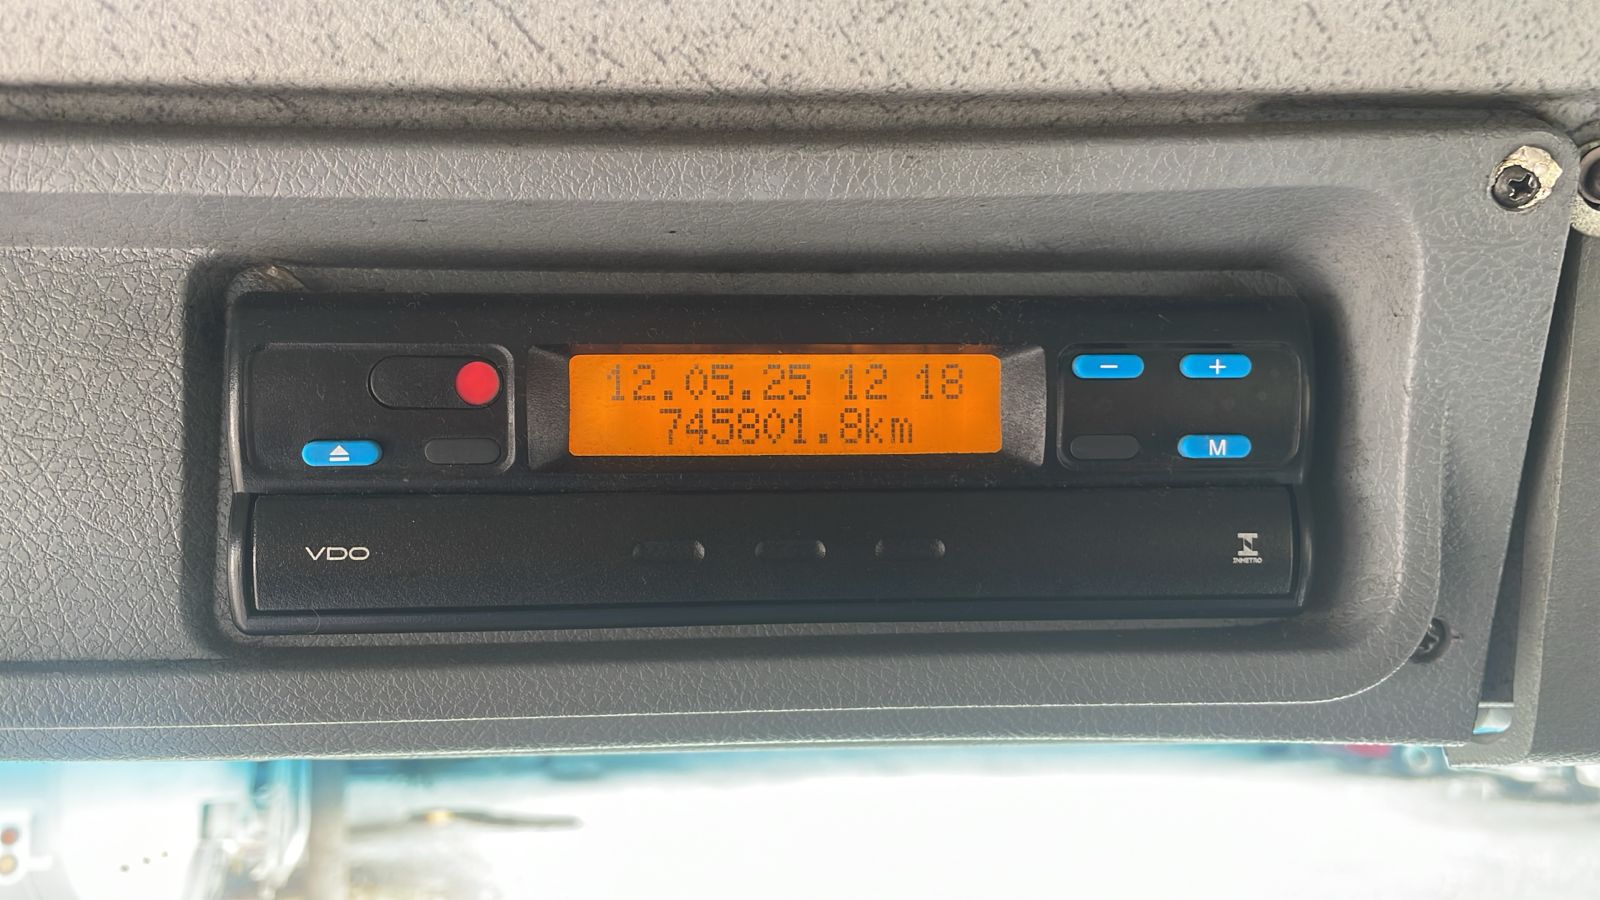 12.05.25 12 18
745801.8km
−
+
M
VDO
INMETRO